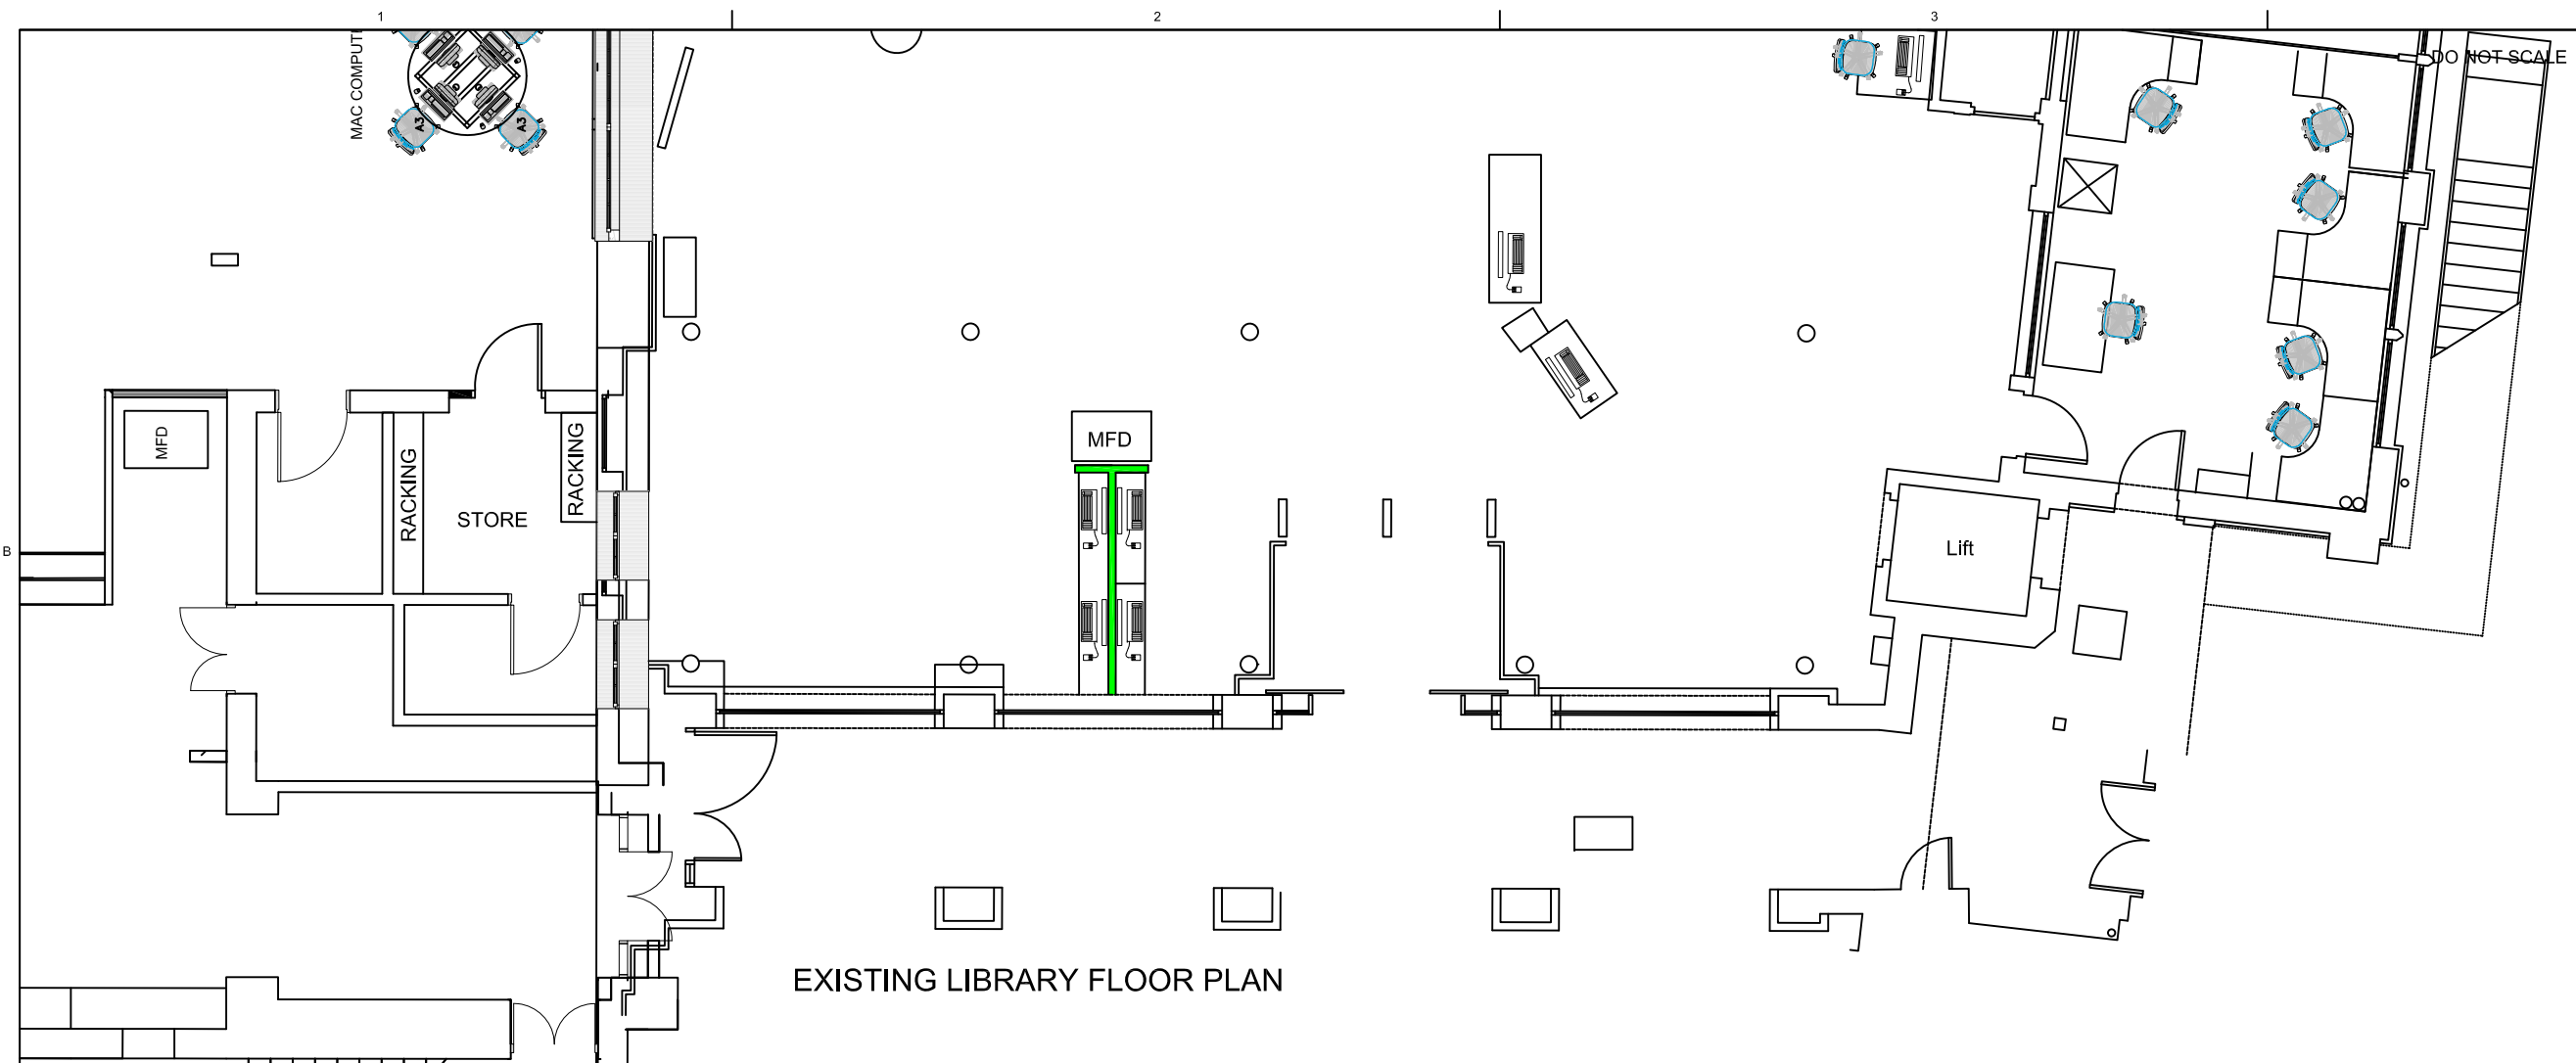 1
2
3
DO NOT SCALE
MAC COMPUTE
A3
A3
MFD
RACKING
STORE
RACKING
MFD
Lift
B
EXISTING LIBRARY FLOOR PLAN